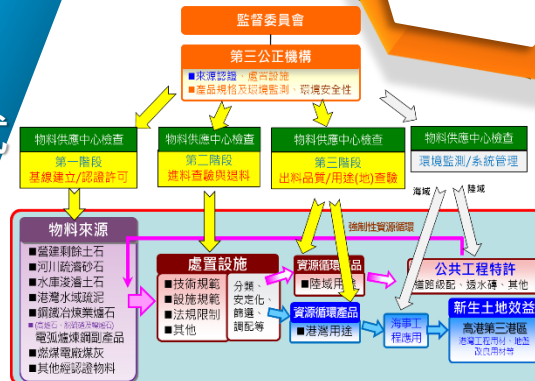 監督委員會
第三公正機構
■來源認證、處置設施
■產品規格及環境監測、環境安全性
物料供應中心檢查
第一階段
基線建立/認證許可
物料供應中心檢查
第二階段
進料查驗與退料
物料供應中心檢查
第三階段
出料品質/用途(地)查驗
物料供應中心檢查
環境監測/系統管理
海域
陸域
強制性資源循環
物料來源
■營建剩餘土石
■河川疏濬砂石
■水庫浚渫土石
■港灣水域疏泥
■鋼鐵冶煉業爐石
電弧爐煉鋼副產品
■燃煤電廠煤灰
■其他經認證物料
處置設施
■技術規範
■設施規範
■法規限制
■其他
分類、
安定化、
篩選、
調配等
資源循環產品
■陸域用途
資源循環產品
■港灣用途
海事工
程應用
公共工程特許
道路級配、透水磚、其他
新生土地效益
高港第三港區
港灣工程用材、地盤
改良用材等